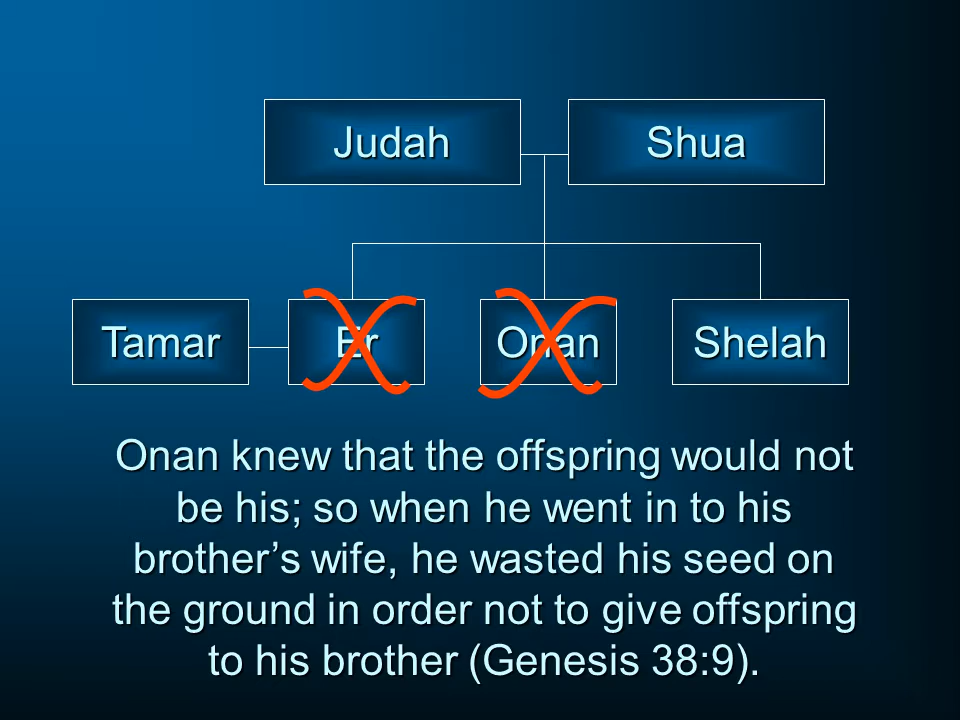 Judah
Shua
Tamar
Er
Onan
Shelah
Onan knew that the offspring would not
be his; so when he went in to his
brother’s wife, he wasted his seed on
the ground in order not to give offspring
to his brother (Genesis 38:9).